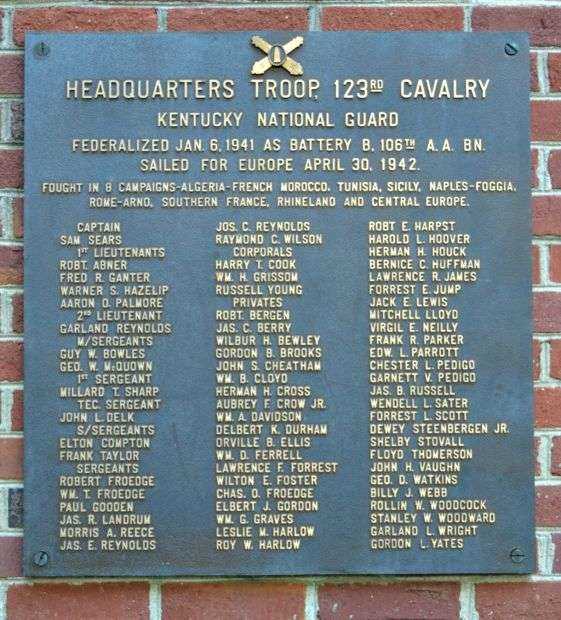 HEADQUARTERS TROOP, 123RD CAVALRY
KENTUCKY NATIONAL GUARD
FEDERALIZED JAN. 6, 1941 AS BATTERY B, 106TH A. A. BN.
SAILED FOR EUROPE APRIL 30, 1942.
FOUGHT IN 8 CAMPAIGNS-ALGERIA-FRENCH MOROCCO, TUNISIA, SICILY, NAPLES-FOGGIA,
ROME-ARNO, SOUTHERN FRANCE, RHINELAND AND CENTRAL EUROPE.
CAPTAIN
SAM SEARS
1ST LIEUTENANTS
ROBT. ABNER
FRED R. GANTER
WARNER S. HAZELIP
AARON O. PALMORE
2ND LIEUTENANT
GARLAND REYNOLDS
M/SERGEANTS
GUY W. BOWLES
GEO. W. McQUOWN
1ST SERGEANT
MILLARD T. SHARP
TEC. SERGEANT
JOHN L. DELK
S/SERGEANTS
ELTON COMPTON
FRANK TAYLOR
SERGEANTS
ROBERT FROEDGE
WM. T. FROEDGE
PAUL GOODEN
JAS. R. LANDRUM
MORRIS A. REECE
JAS. E. REYNOLDS
JOS. C. REYNOLDS
RAYMOND C. WILSON
CORPORALS
HARRY T. COOK
WM. H. GRISSOM
RUSSELL YOUNG
PRIVATES
ROBT. BERGEN
JAS. C. BERRY
WILBUR H. BEWLEY
GORDON B. BROOKS
JOHN S. CHEATHAM
WM. B. CLOYD
HERMAN H. CROSS
AUBREY F. CROW JR.
WM. A. DAVIDSON
DELBERT K. DURHAM
ORVILLE B. ELLIS
WM. D. FERRELL
LAWRENCE F. FORREST
WILTON E. FOSTER
CHAS. O. FROEDGE
ELBERT J. GORDON
WM. G. GRAVES
LESLIE M. HARLOW
ROY W. HARLOW
ROBT E. HARPST
HAROLD L. HOOVER
HERMAN H. HOUCK
BERNICE C. HUFFMAN
LAWRENCE R. JAMES
FORREST E. JUMP
JACK E. LEWIS
MITCHELL LLOYD
VIRGIL E. NEILLY
FRANK R. PARKER
EDW. L. PARROTT
CHESTER L. PEDIGO
GARNETT V. PEDIGO
JAS. B. RUSSELL
WENDELL L. SATER
FORREST L. SCOTT
DEWEY STEENBERGEN JR.
SHELBY STOVALL
FLOYD THOMERSON
JOHN H. VAUGHN
GEO. D. WATKINS
BILLY J. WEBB
ROLLIN W. WOODCOCK
STANLEY W. WOODWARD
GARLAND L. WRIGHT
GORDON L. YATES